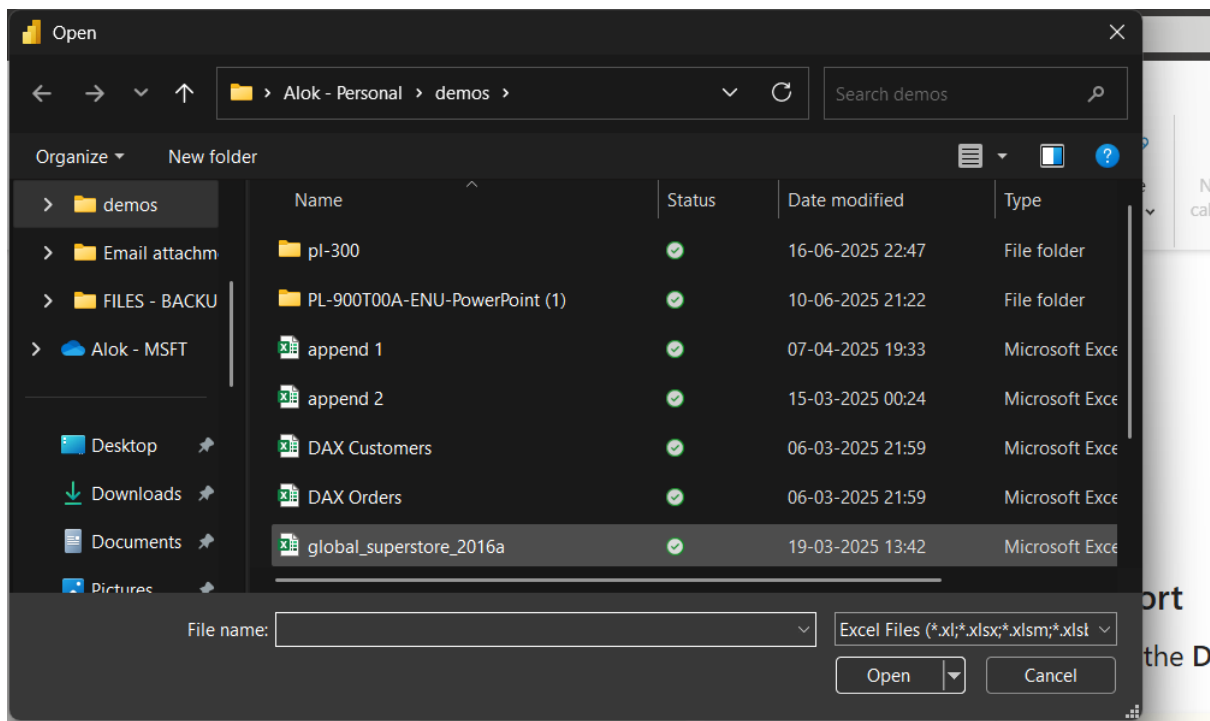 Open
Alok - Personal > demos >
Search demos
Organize
New folder
Name Status Date modified Type
demos
Email attachm
FILES - BACKU
Alok - MSFT
Desktop
Downloads
Documents
Pictures
pl-300 16-06-2025 22:47 File folder
PL-900T00A-ENU-PowerPoint (1) 10-06-2025 21:22 File folder
append 1 07-04-2025 19:33 Microsoft Exce
append 2 15-03-2025 00:24 Microsoft Exce
DAX Customers 06-03-2025 21:59 Microsoft Exce
DAX Orders 06-03-2025 21:59 Microsoft Exce
global_superstore_2016a 19-03-2025 13:42 Microsoft Exce
File name:
Excel Files (*.xl;*.xlsx;*.xlsm;*.xlsb
Open
Cancel
ort
the D
N
cal